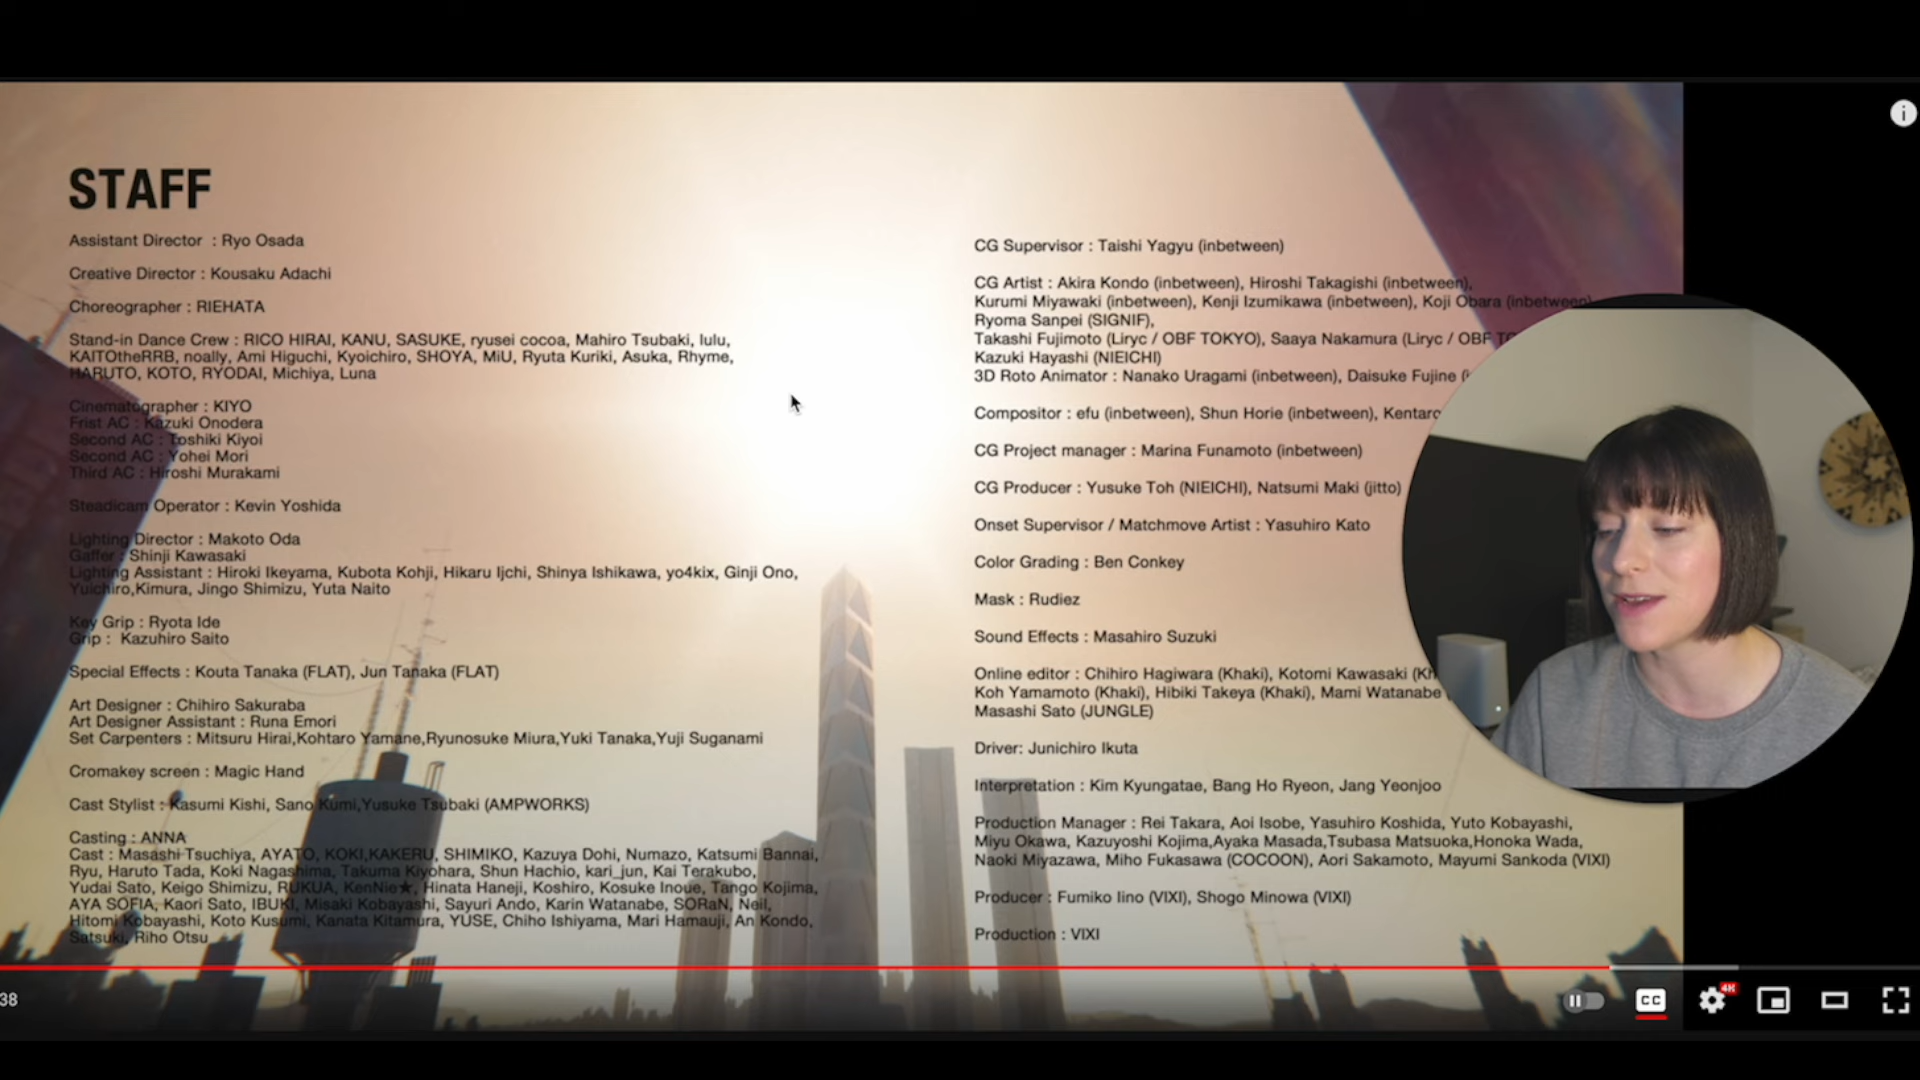 STAFF
Assistant Director : Ryo Osada
Creative Director : Kousaku Adachi
Choreographer : RIEHATA
Stand-in Dance Crew : RICO HIRAI, KANU, SASUKE, ryusei cocoa, Mahiro Tsubaki, lulu,
KAITOtheRRB, noally, Ami Higuchi, Kyoichiro, SHOYA, MiU, Ryuta Kuriki, Asuka, Rhyme,
HARUTO, KOTO, RYODAI, Michiya, Luna
Cinematographer : KIYO
Frist AC : Kazuki Onodera
Second AC : Toshiki Kiyoi
Second AC : Yohei Mori
Third AC : Hiroshi Murakami
Steadicam Operator : Kevin Yoshida
Lighting Director : Makoto Oda
Gaffer : Shinji Kawasaki
Lighting Assistant : Hiroki Ikeyama, Kubota Kohji, Hikaru Ijchi, Shinya Ishikawa, yo4kix, Ginji Ono,
Yuichiro,Kimura, Jingo Shimizu, Yuta Naito
Key Grip : Ryota Ide
Grip : Kazuhiro Saito
Special Effects : Kouta Tanaka (FLAT), Jun Tanaka (FLAT)
Art Designer : Chihiro Sakuraba
Art Designer Assistant : Runa Emori
Set Carpenters : Mitsuru Hirai,Kohtaro Yamane,Ryunosuke Miura,Yuki Tanaka,Yuji Suganami
Cromakey screen : Magic Hand
Cast Stylist : Kasumi Kishi, Sano Kumi,Yusuke Tsubaki (AMPWORKS)
Casting : ANNA
Cast : Masashi Tsuchiya, AYATO, KOKI,KAKERU, SHIMIKO, Kazuya Dohi, Numazo, Katsumi Bannai,
Ryu, Haruto Tada, Koki Nagashima, Takuma Kiyohara, Shun Hachio, kari_jun, Kai Terakubo,
Yudai Sato, Keigo Shimizu, RUKUA, KenNie★, Hinata Haneji, Koshiro, Kosuke Inoue, Tango Kojima,
AYA SOFIA, Kaori Sato, IBUKI, Misaki Kobayashi, Sayuri Ando, Karin Watanabe, SORaN, Neil,
Hitomi Kobayashi, Koto Kusumi, Kanata Kitamura, YUSE, Chiho Ishiyama, Mari Hamauji, An Kondo,
Satsuki, Riho Otsu
CG Supervisor : Taishi Yagyu (inbetween)
CG Artist : Akira Kondo (inbetween), Hiroshi Takagishi (inbetween),
Kurumi Miyawaki (inbetween), Kenji Izumikawa (inbetween), Koji Obara (inbetween),
Ryoma Sanpei (SIGNIF),
Takashi Fujimoto (Liryc / OBF TOKYO), Saaya Nakamura (Liryc / OBF
Kazuki Hayashi (NIEICHI)
3D Roto Animator : Nanako Uragami (inbetween), Daisuke Fujine
Compositor : efu (inbetween), Shun Horie (inbetween), Kentaro
CG Project manager : Marina Funamoto (inbetween)
CG Producer : Yusuke Toh (NIEICHI), Natsumi Maki (jitto)
Onset Supervisor / Matchmove Artist : Yasuhiro Kato
Color Grading : Ben Conkey
Mask : Rudiez
Sound Effects : Masahiro Suzuki
Online editor : Chihiro Hagiwara (Khaki), Kotomi Kawasaki
Koh Yamamoto (Khaki), Hibiki Takeya (Khaki), Mami Watanabe
Masashi Sato (JUNGLE)
Driver: Junichiro Ikuta
Interpretation : Kim Kyungatae, Bang Ho Ryeon, Jang Yeonjoo
Production Manager : Rei Takara, Aoi Isobe, Yasuhiro Koshida, Yuto Kobayashi,
Miyu Okawa, Kazuyoshi Kojima,Ayaka Masada,Tsubasa Matsuoka,Honoka Wada,
Naoki Miyazawa, Miho Fukasawa (COCOON), Aori Sakamoto, Mayumi Sankoda (VIXI)
Producer : Fumiko Iino (VIXI), Shogo Minowa (VIXI)
Production : VIXI
38
CC
4K